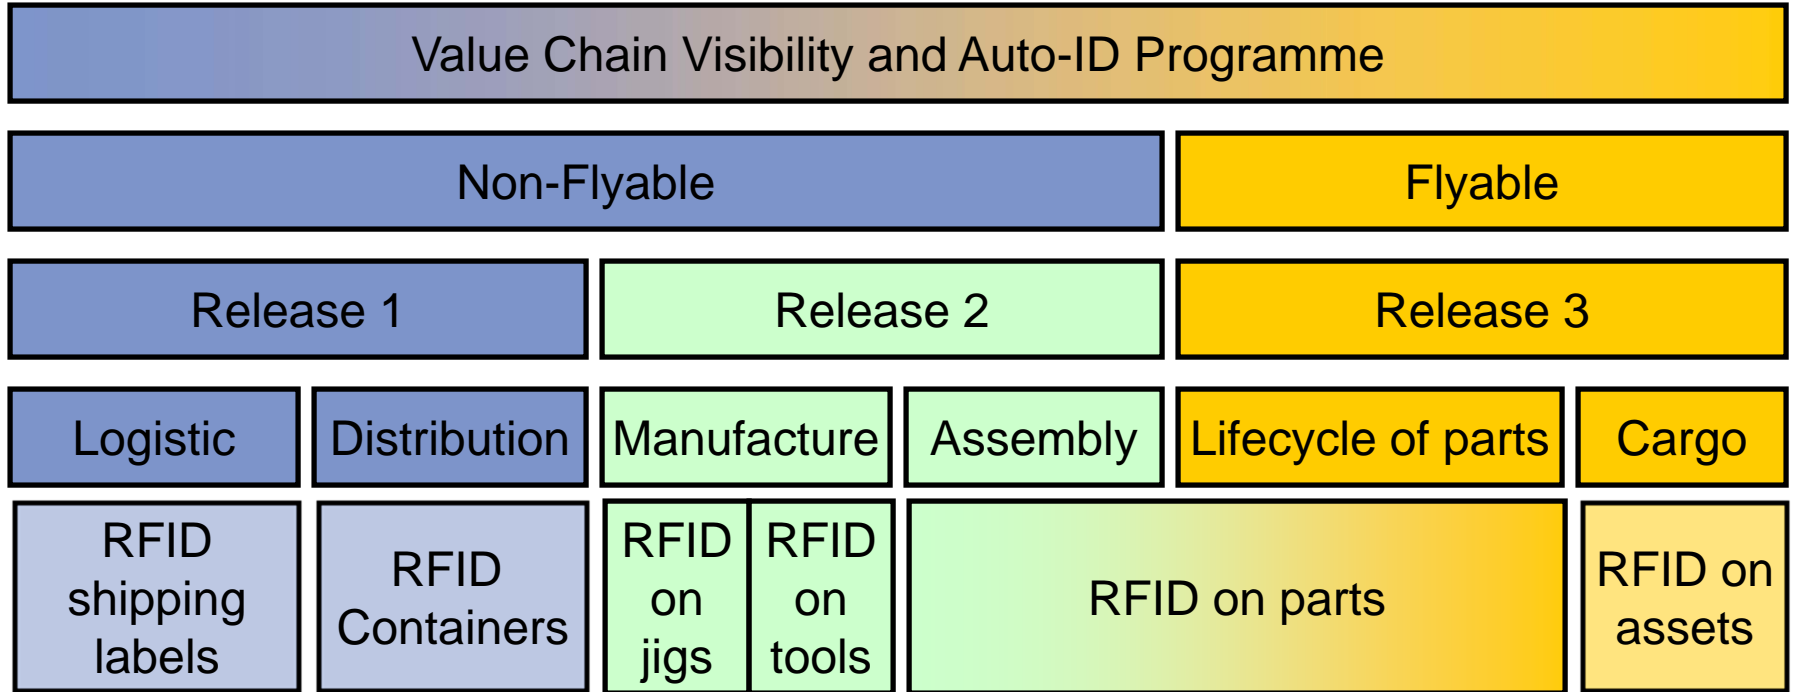 Value Chain Visibility and Auto-ID Programme
Non-Flyable
Flyable
Release 1
Release 2
Release 3
Logistic
Distribution
Manufacture
Assembly
Lifecycle of parts
Cargo
RFID
shipping
labels
RFID
Containers
RFID
on
jigs
RFID
on
tools
RFID on parts
RFID on
assets